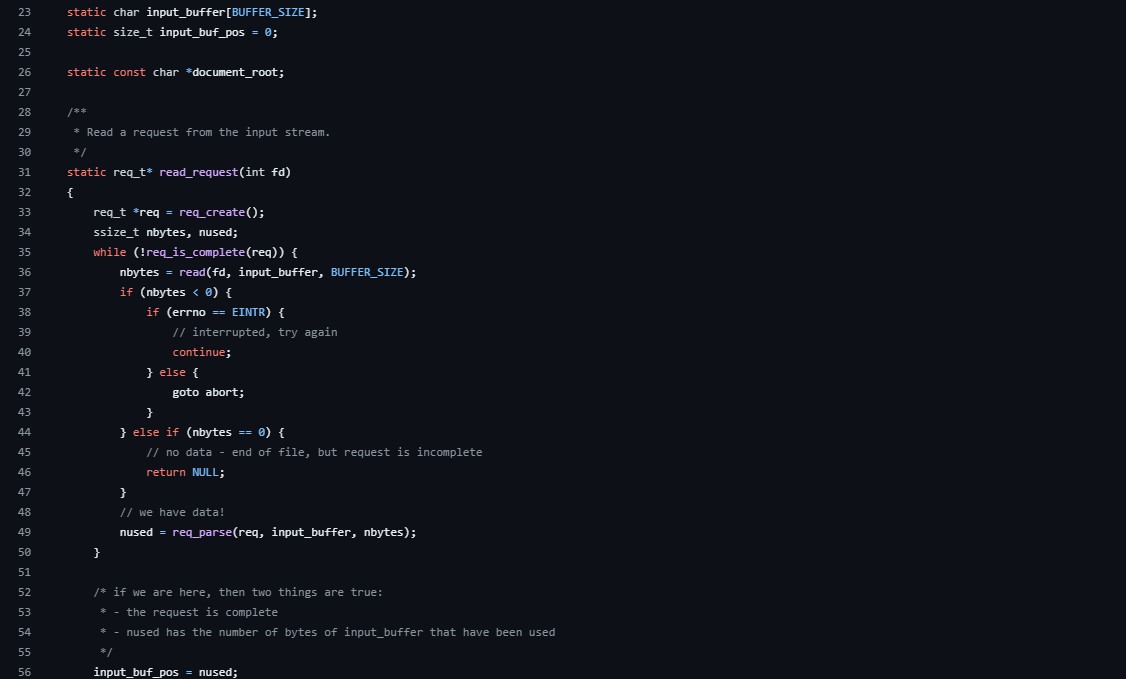 23 static char input_buffer[BUFFER_SIZE];
24 static size_t input_buf_pos = 0;
25
26 static const char *document_root;
27
28 /**
29  * Read a request from the input stream.
30  */
31 static req_t* read_request(int fd)
32 {
33     req_t *req = req_create();
34     ssize_t nbytes, nused;
35     while (!req_is_complete(req)) {
36         nbytes = read(fd, input_buffer, BUFFER_SIZE);
37         if (nbytes < 0) {
38             if (errno == EINTR) {
39                 // interrupted, try again
40                 continue;
41             } else {
42                 goto abort;
43             }
44         } else if (nbytes == 0) {
45             // no data - end of file, but request is incomplete
46             return NULL;
47         }
48         // we have data!
49         nused = req_parse(req, input_buffer, nbytes);
50     }
51
52     /* if we are here, then two things are true:
53      * - the request is complete
54      * - nused has the number of bytes of input_buffer that have been used
55      */
56     input_buf_pos = nused;